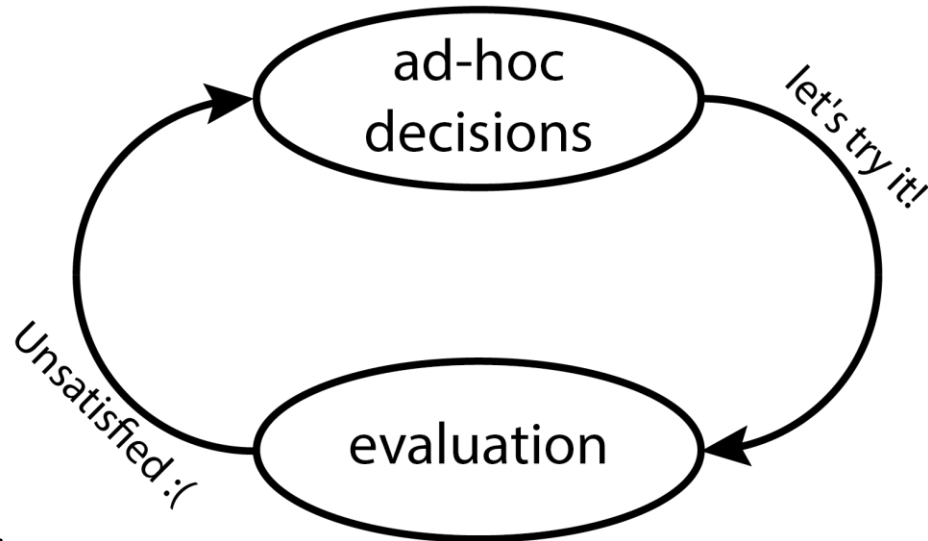 ad-hoc
decisions
let's try it!
Unsatisfied :(
evaluation